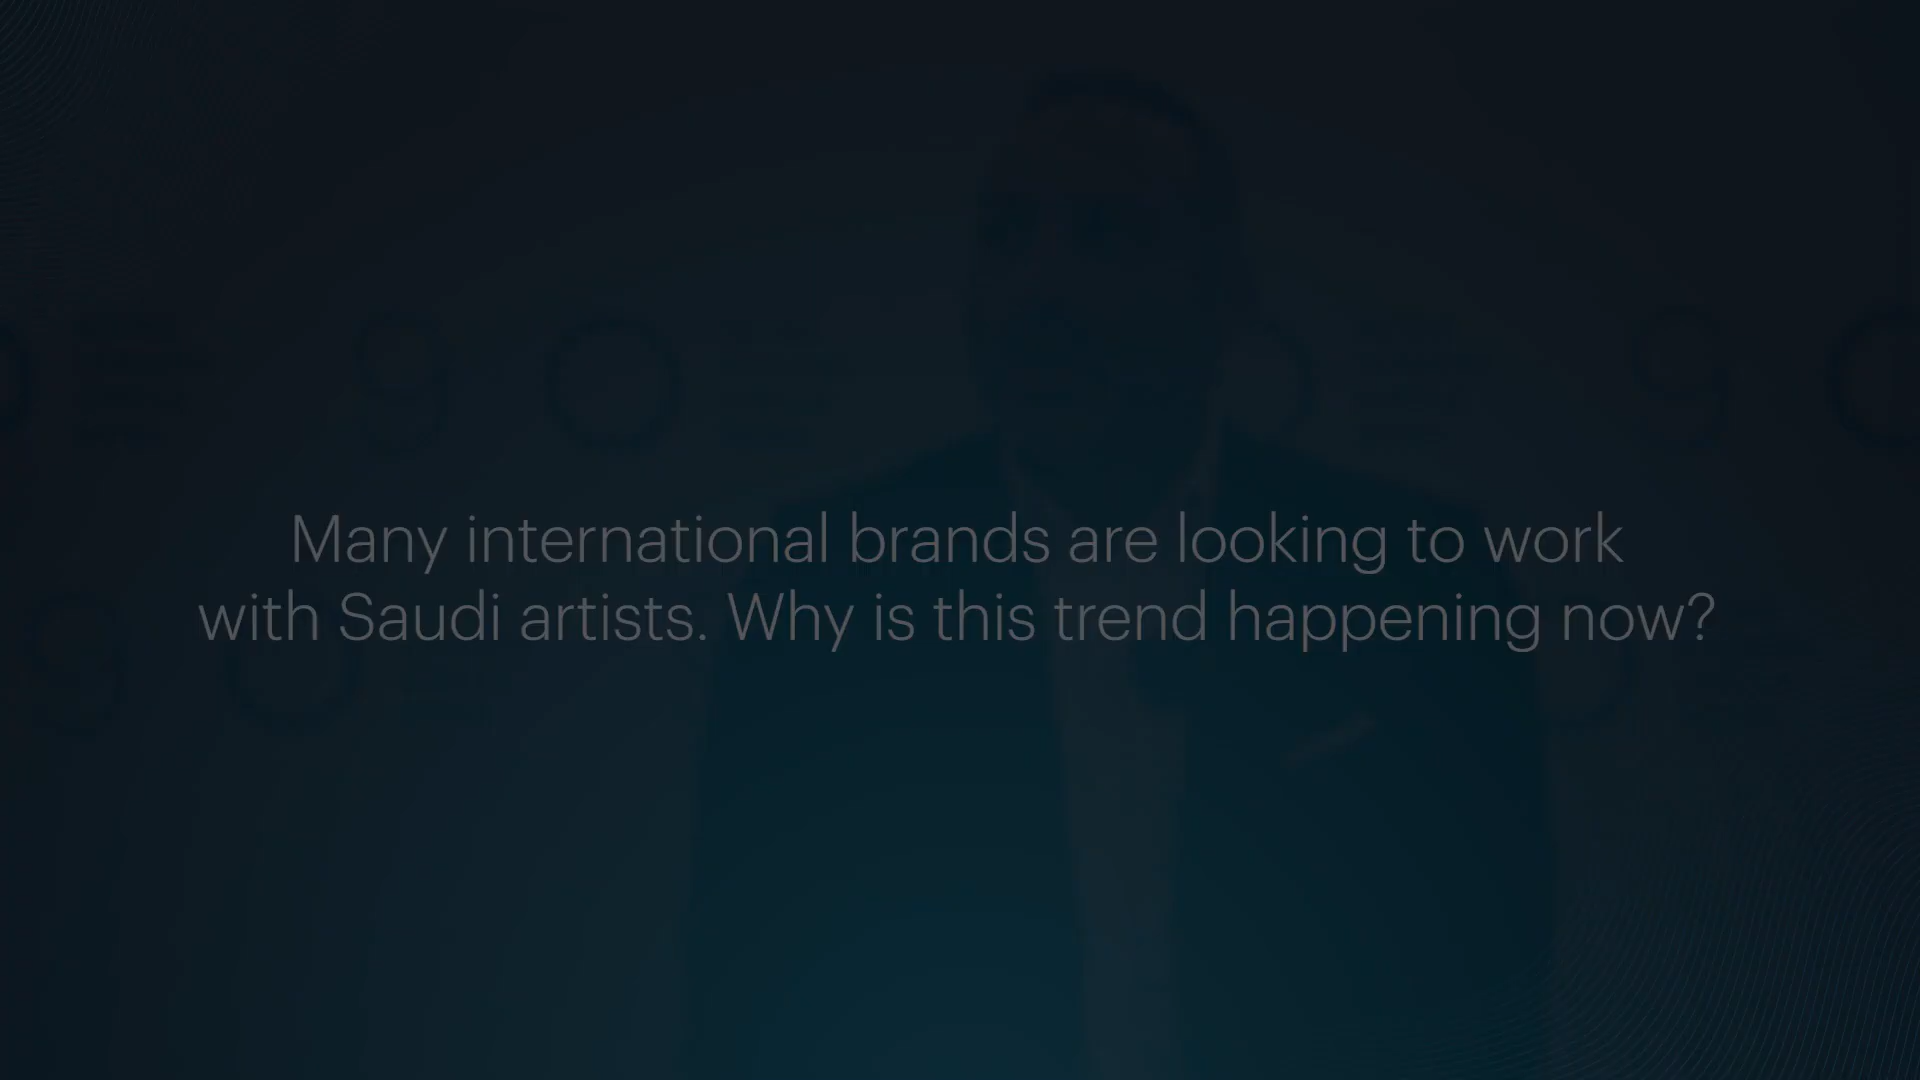 Many international brands are looking to work
with Saudi artists. Why is this trend happening now?